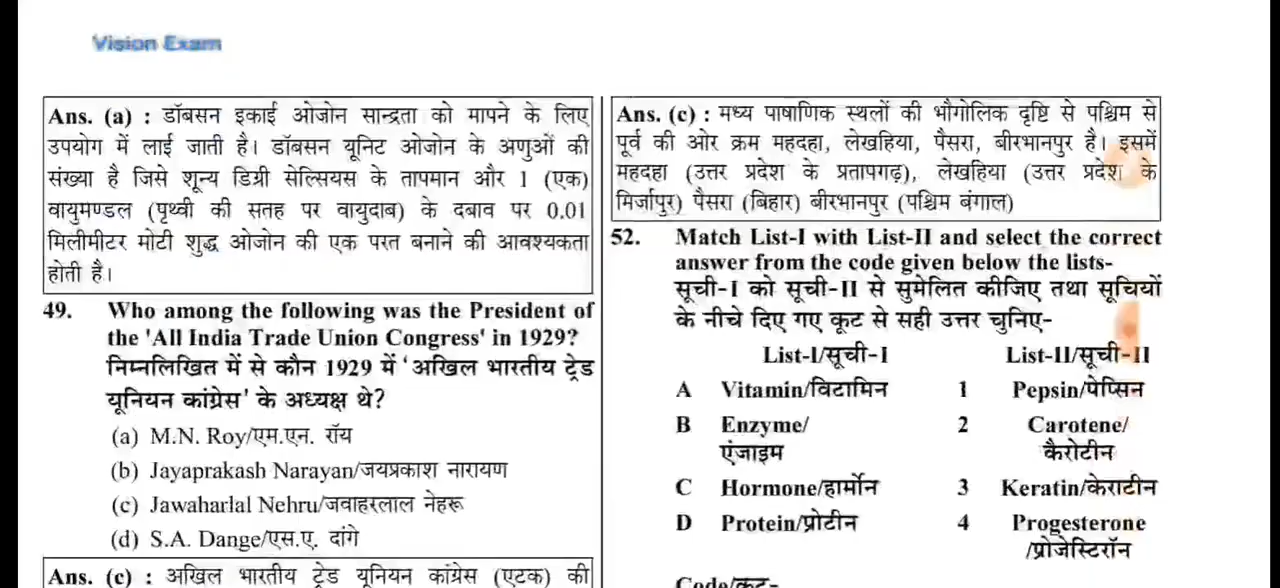 Vision Exam
Ans. (a) : डॉबसन इकाई ओजोन सान्द्रता को मापने के लिए
उपयोग में लाई जाती है। डॉबसन यूनिट ओजोन के अणुओं की
संख्या है जिसे शून्य डिग्री सेल्सियस के तापमान और 1 (एक)
वायुमण्डल (पृथ्वी की सतह पर वायुदाब) के दबाव पर 0.01
मिलीमीटर मोटी शुद्ध ओजोन की एक परत बनाने की आवश्यकता
होती है।
49. Who among the following was the President of
the 'All India Trade Union Congress' in 1929?
निम्नलिखित में से कौन 1929 में 'अखिल भारतीय ट्रेड
यूनियन कांग्रेस' के अध्यक्ष थे?
(a) M.N. Roy/एम.एन. रॉय
(b) Jayaprakash Narayan/जयप्रकाश नारायण
(c) Jawaharlal Nehru/जवाहरलाल नेहरू
(d) S.A. Dange/एस.ए. दांगे
Ans. (c) : अखिल भारतीय ट्रेड यूनियन कांग्रेस (एटक) की
Ans. (c) : मध्य पाषाणिक स्थलों की भौगोलिक दृष्टि से पश्चिम से
पूर्व की ओर क्रम महदहा, लेखहिया, पैसरा, बीरभानपुर है। इसमें
महदहा (उत्तर प्रदेश के प्रतापगढ़), लेखहिया (उत्तर प्रदेश के
मिर्जापुर) पैसरा (बिहार) बीरभानपुर (पश्चिम बंगाल)
52. Match List-I with List-II and select the correct
answer from the code given below the lists-
सूची-I को सूची-II से सुमेलित कीजिए तथा सूचियों
के नीचे दिए गए कूट से सही उत्तर चुनिए-
List-I/सूची-I List-II/सूची-II
A Vitamin/विटामिन 1 Pepsin/पेप्सिन
B Enzyme/ 2 Carotene/
एंजाइम कैरोटीन
C Hormone/हार्मोन 3 Keratin/केराटीन
D Protein/प्रोटीन 4 Progesterone
/प्रोजेस्टिरॉन
Code/कूट-